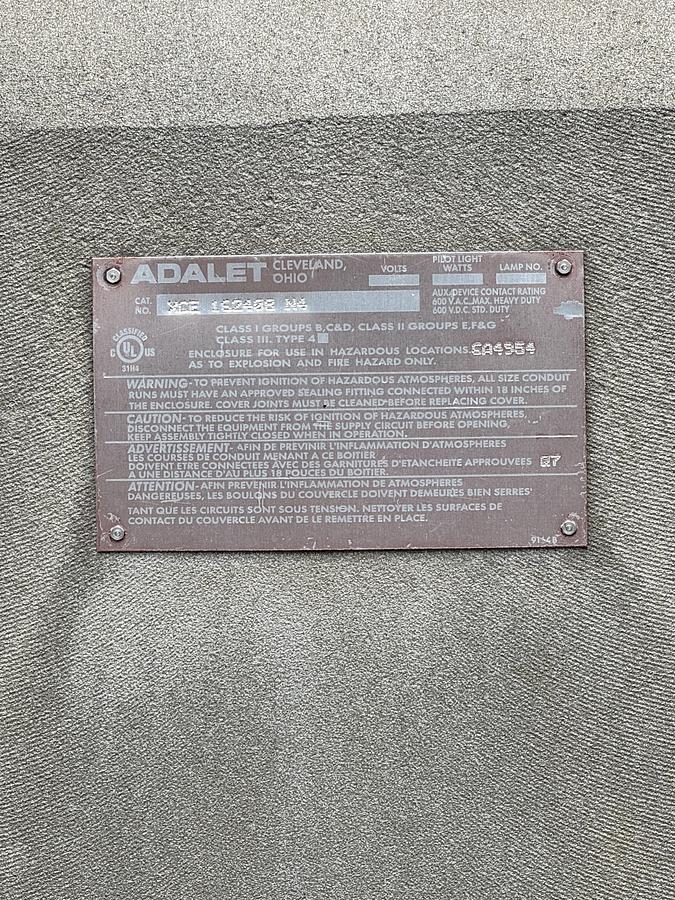 ADALET CLEVELAND, OHIO
VOLTS
PILOT LIGHT WATTS
LAMP NO.
AUX. DEVICE CONTACT RATING
600 V.A.C. MAX. HEAVY DUTY
600 V.D.C. STD. DUTY
CAT. NO. 160408 N4
CLASS I GROUPS B,C&D, CLASS II GROUPS E,F&G
CLASS III. TYPE 4
CLASSIFIED
C UL US
31H4
ENCLOSURE FOR USE IN HAZARDOUS LOCATIONS
AS TO EXPLOSION AND FIRE HAZARD ONLY.
WARNING-TO PREVENT IGNITION OF HAZARDOUS ATMOSPHERES, ALL SIZE CONDUIT
RUNS MUST HAVE AN APPROVED SEALING FITTING CONNECTED WITHIN 18 INCHES OF
THE ENCLOSURE. COVER JOINTS MUST BE CLEANED BEFORE REPLACING COVER.
CAUTION-TO REDUCE THE RISK OF IGNITION OF HAZARDOUS ATMOSPHERES,
DISCONNECT THE EQUIPMENT FROM THE SUPPLY CIRCUIT BEFORE OPENING,
KEEP ASSEMBLY TIGHTLY CLOSED WHEN IN OPERATION.
ADVERTISSEMENT-AFIN DE PREVINIR L'INFLAMMATION D'ATMOSPHERES
LES COURSES DE CONDUIT MENANT A CE BOITIER
DOIVENT ETRE CONNECTEES AVEC DES GARNITURES D'ETANCHEITE APPROUVEES
A UNE DISTANCE D'AU PLUS 18 POUCES DU BOITIER.
ATTENTION-AFIN PREVENIR L'INFLAMMATION DE ATMOSPHERES
DANGEREUSES, LES BOULONS DU COUVERCLE DOIVENT DEMEURES BIEN SERRES'
TANT QUE LES CIRCUITS SONT SOUS TENSION. NETTOYER LES SURFACES DE
CONTACT DU COUVERCLE AVANT DE LE REMETTRE EN PLACE.